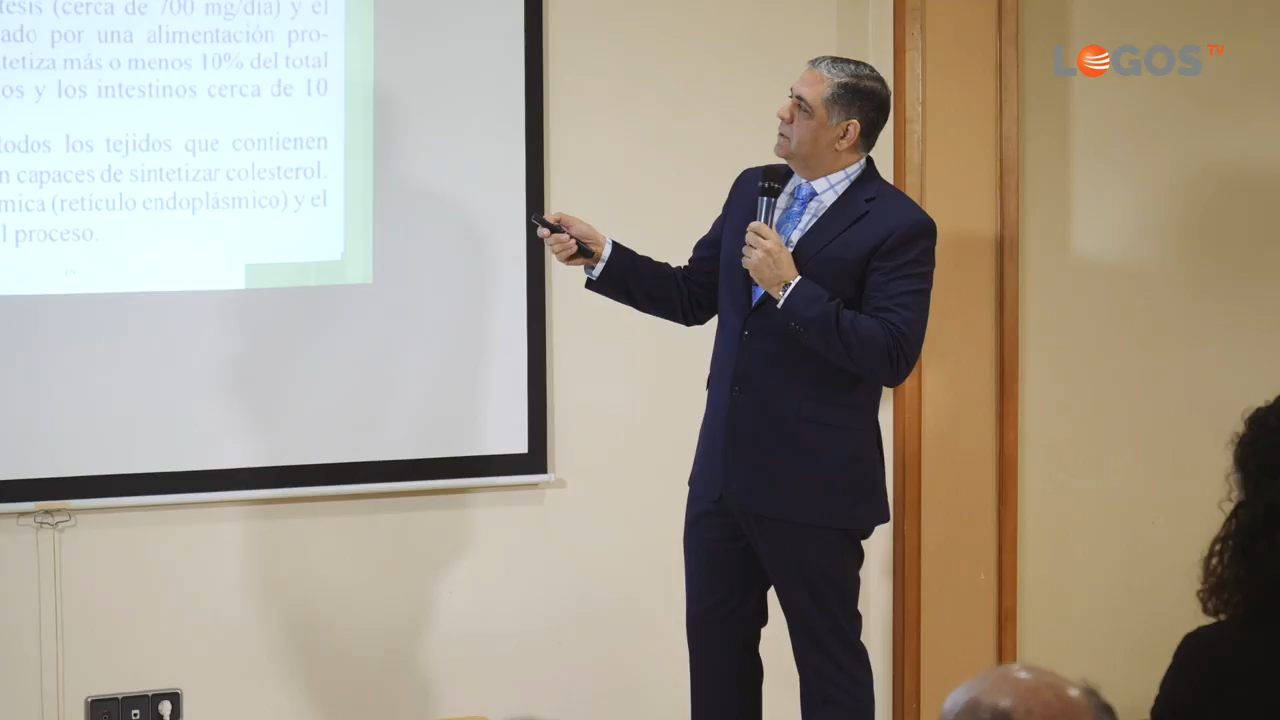 tesis (cerca de 700 mg/día) y el
ado por una alimentación pro-
tetiza más o menos 10% del total
os y los intestinos cerca de 10
todos los tejidos que contienen
n capaces de sintetizar colesterol.
mica (retículo endoplásmico) y el
l proceso.
LOGOS TV